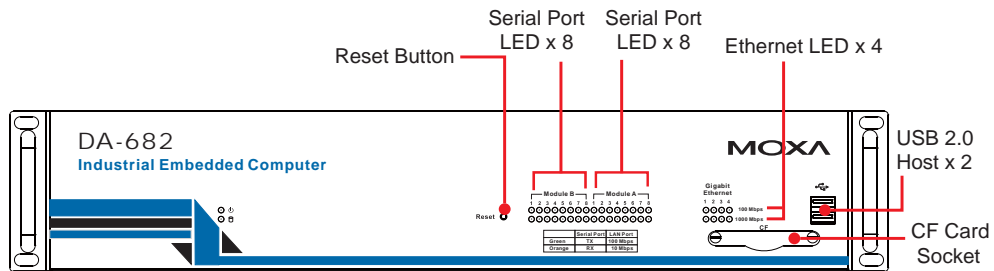 Serial Port
LED x 8
Serial Port
LED x 8
Reset Button
Ethernet LED x 4
DA-682
Industrial Embedded Computer
MOXA
USB 2.0
Host x 2
Module B
Module A
1 2 3 4 5 6 7 8 1 2 3 4 5 6 7 8
Reset
Gigabit
Ethernet
1 2 3 4
100 Mbps
1000 Mbps
CF
Serial Port LAN Port
Green TX 100 Mbps
Orange RX 10 Mbps
CF Card
Socket